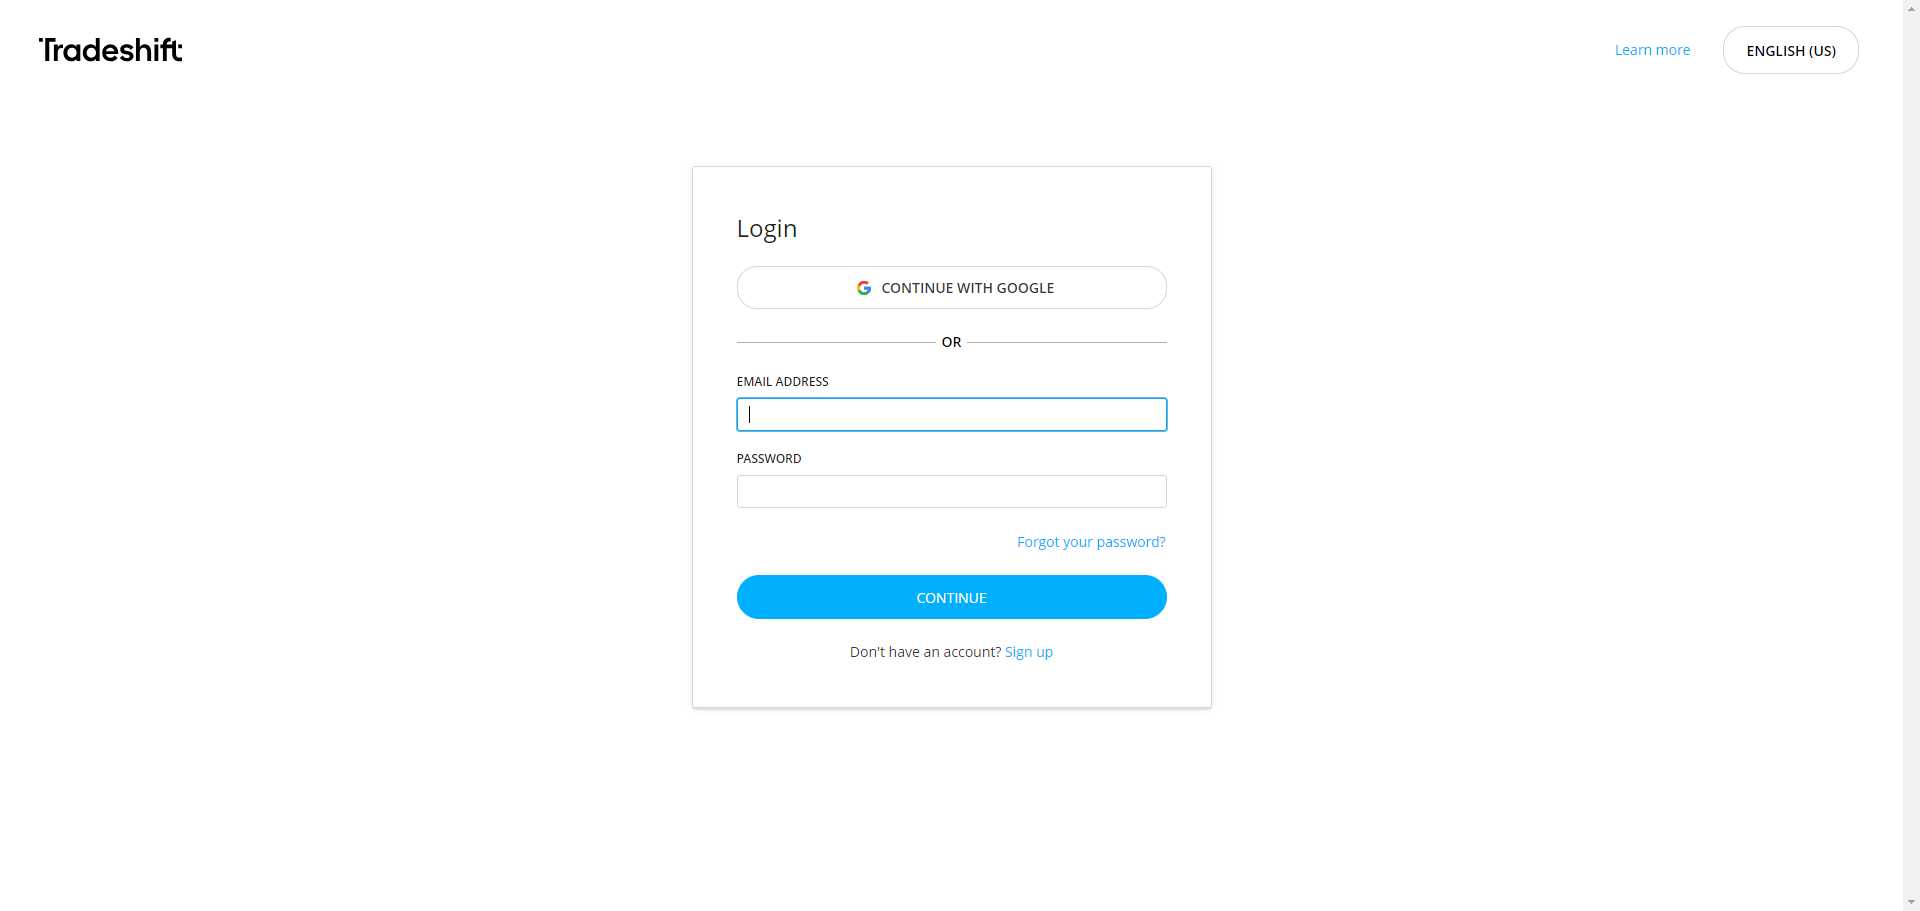 Tradeshift
Learn more
ENGLISH (US)
Login
CONTINUE WITH GOOGLE
OR
EMAIL ADDRESS
PASSWORD
Forgot your password?
CONTINUE
Don't have an account? Sign up